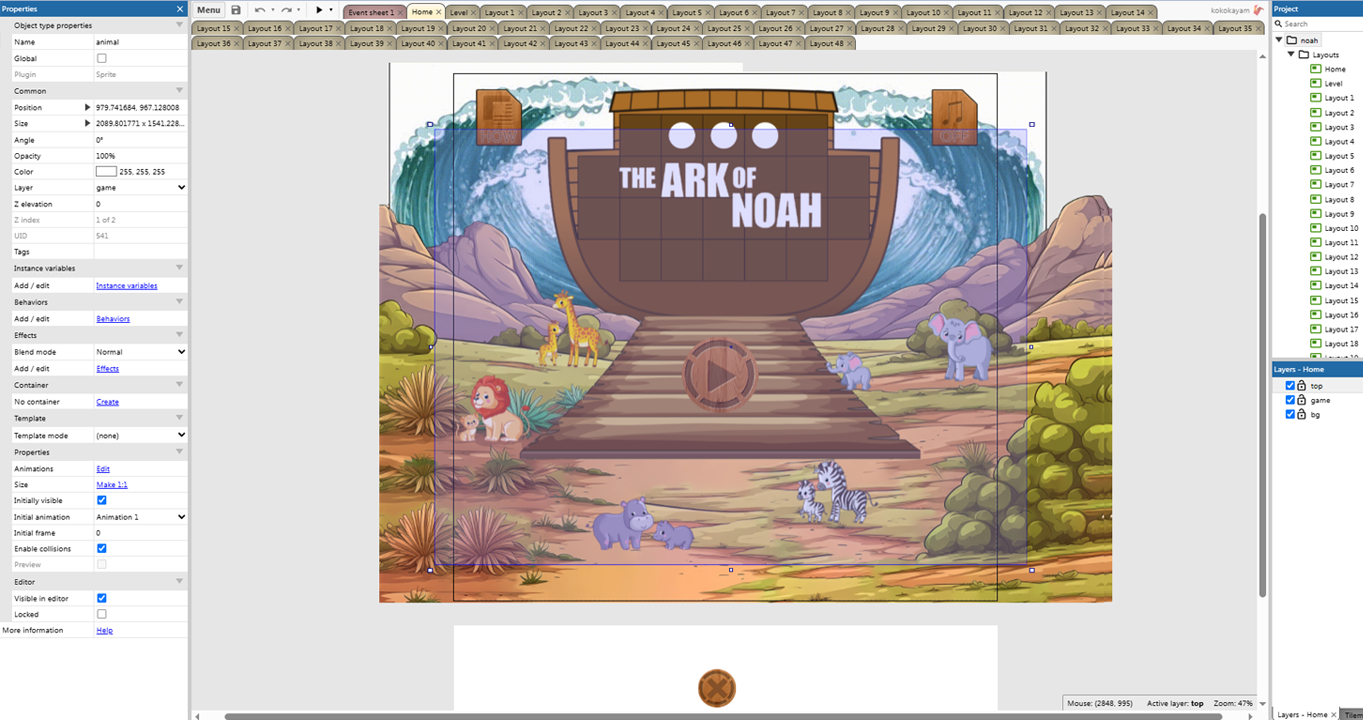 Properties
Object type properties
Name animal
Global
Plugin Sprite
Common
Position 979.741684, 967.128008
Size 2089.801771 x 1541.228...
Angle 0°
Opacity 100%
Color 255, 255, 255
Layer game
Z elevation 0
Z index 1 of 2
UID 541
Tags
Instance variables
Add / edit Instance variables
Behaviors
Add / edit Behaviors
Effects
Blend mode Normal
Add / edit Effects
Container
No container Create
Template
Template mode (none)
Properties
Animations Edit
Size Make 1:1
Initially visible
Initial animation Animation 1
Initial frame 0
Enable collisions
Preview
Editor
Visible in editor
Locked
More information Help
Menu
Event sheet 1 Home Level Layout 1 Layout 2 Layout 3 Layout 4 Layout 5 Layout 6 Layout 7 Layout 8 Layout 9 Layout 10 Layout 11 Layout 12 Layout 13 Layout 14
kokokayam
Layout 15 Layout 16 Layout 17 Layout 18 Layout 19 Layout 20 Layout 21 Layout 22 Layout 23 Layout 24 Layout 25 Layout 26 Layout 27 Layout 28 Layout 29 Layout 30 Layout 31 Layout 32 Layout 33 Layout 34 Layout 35
Layout 36 Layout 37 Layout 38 Layout 39 Layout 40 Layout 41 Layout 42 Layout 43 Layout 44 Layout 45 Layout 46 Layout 47 Layout 48
THE ARK OF
NOAH
Mouse: (2848, 995) Active layer: top Zoom: 47%
Project
Search
noah
Layouts
Home
Level
Layout 1
Layout 2
Layout 3
Layout 4
Layout 5
Layout 6
Layout 7
Layout 8
Layout 9
Layout 10
Layout 11
Layout 12
Layout 13
Layout 14
Layout 15
Layout 16
Layout 17
Layout 18
Layers - Home
top
game
bg
Layers - Home